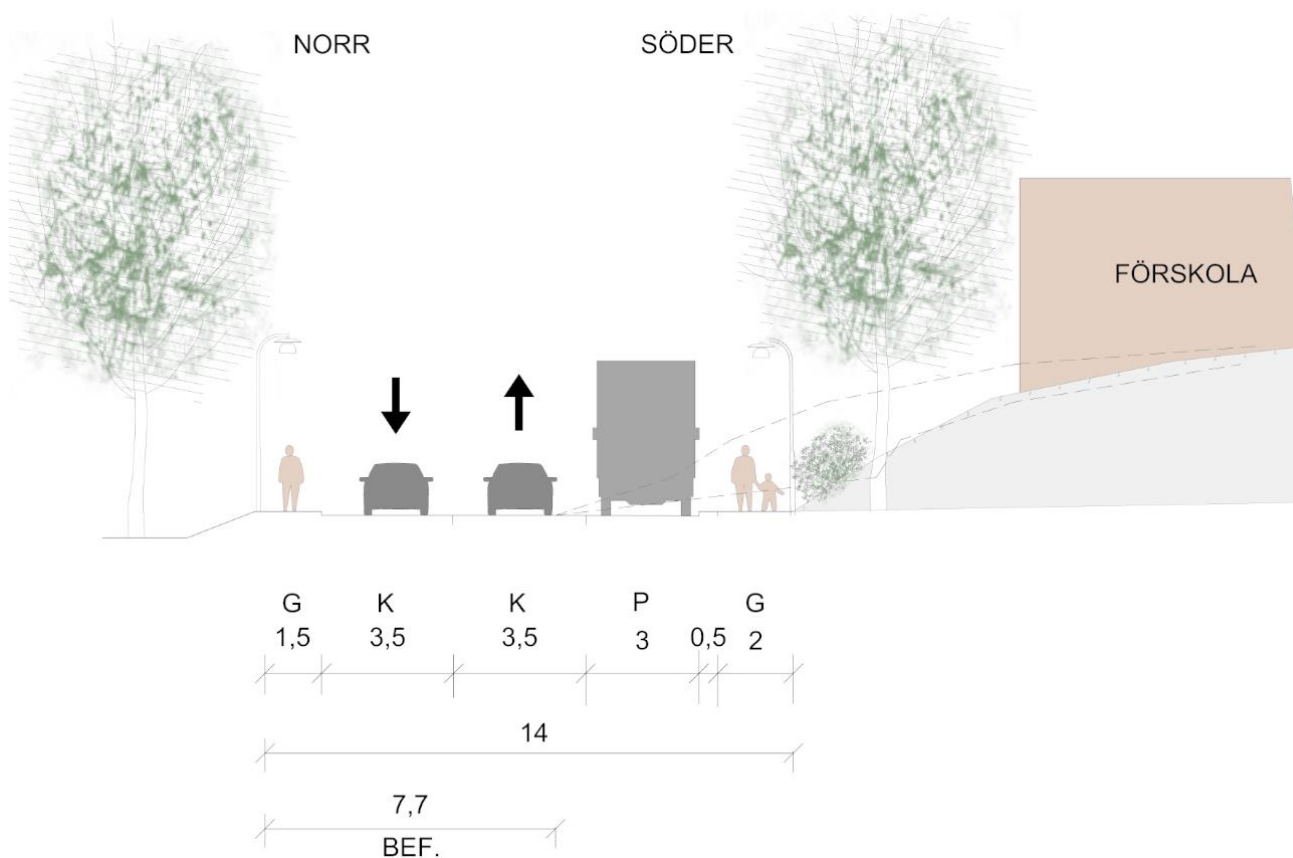 NORR SÖDER
FÖRSKOLA
G K K P G
1,5 3,5 3,5 3 0,5 2
14
7,7
BEF.